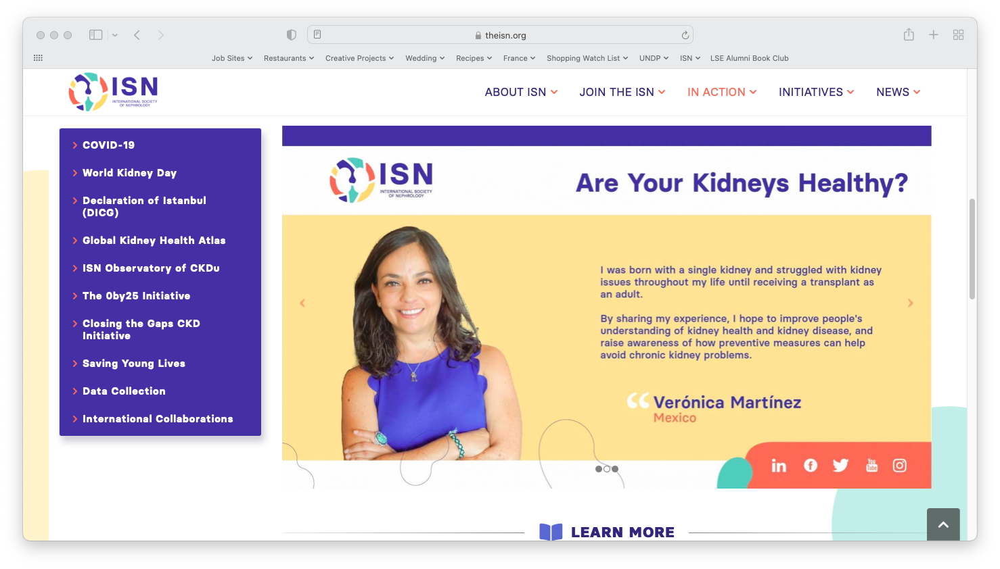 theisn.org
Job Sites
Restaurants
Creative Projects
Wedding
Recipes
France
Shopping Watch List
UNDP
ISN
LSE Alumni Book Club
ISN
INTERNATIONAL SOCIETY
OF NEPHROLOGY
ABOUT ISN
JOIN THE ISN
IN ACTION
INITIATIVES
NEWS
COVID-19
World Kidney Day
Declaration of Istanbul
(DICG)
Global Kidney Health Atlas
ISN Observatory of CKDu
The 0by25 Initiative
Closing the Gaps CKD
Initiative
Saving Young Lives
Data Collection
International Collaborations
ISN
INTERNATIONAL SOCIETY
OF NEPHROLOGY
Are Your Kidneys Healthy?
I was born with a single kidney and struggled with kidney
issues throughout my life until receiving a transplant as
an adult.
By sharing my experience, I hope to improve people's
understanding of kidney health and kidney disease, and
raise awareness of how preventive measures can help
avoid chronic kidney problems.
“ Verónica Martínez
Mexico
in
f
You
Tube
LEARN MORE